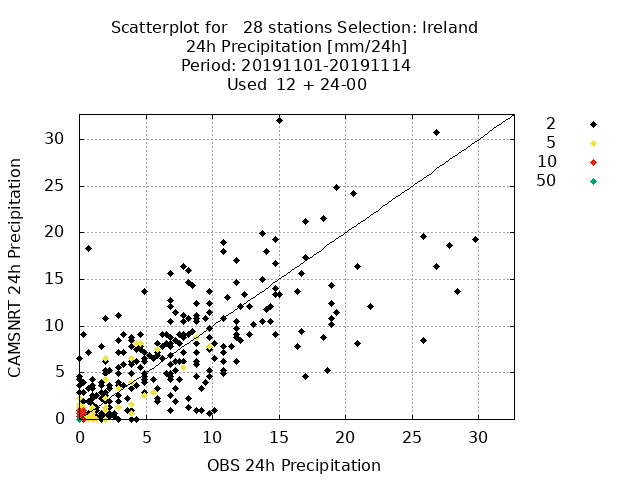 Scatterplot for   28 stations Selection: Ireland
24h Precipitation [mm/24h]
Period: 20191101-20191114
Used  12 + 24-00
2
5
10
50
CAMSNRT 24h Precipitation
30
25
20
15
10
5
0
0 5 10 15 20 25 30
OBS 24h Precipitation